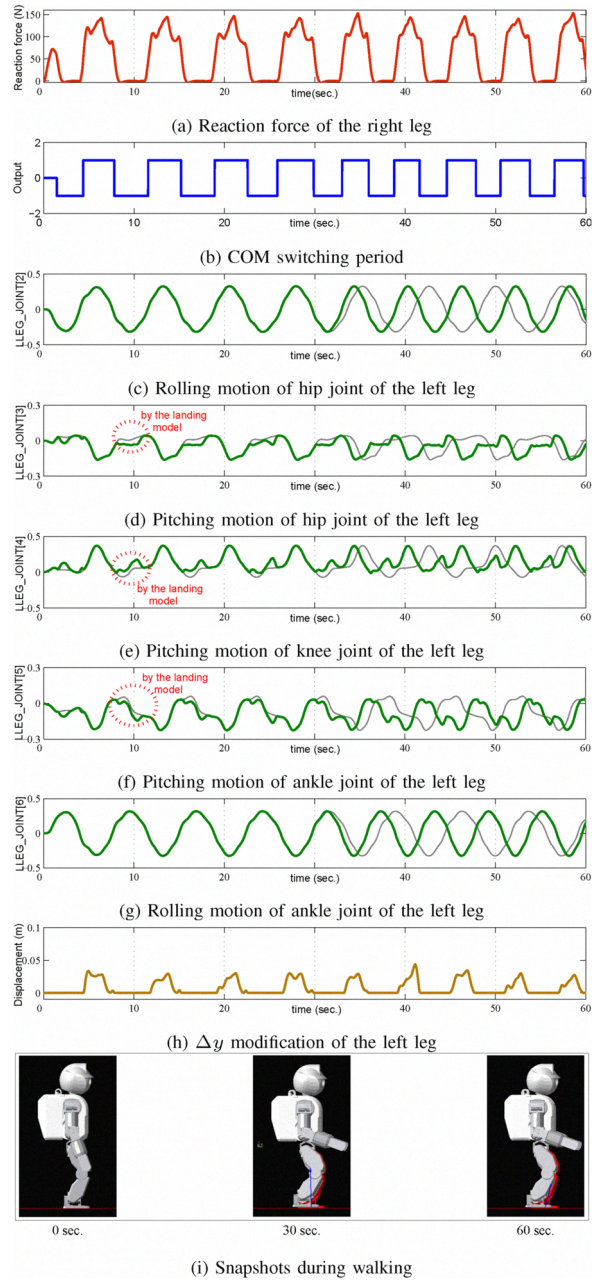 Reaction force (N)
150
100
50
0
0
10
20
30
40
50
60
time(sec.)
(a) Reaction force of the right leg
Output
2
0
−2
0
10
20
30
40
50
60
time (sec.)
(b) COM switching period
LLEG_JOINT[2]
0.5
0
-0.5
0
10
20
30
40
50
60
time (sec.)
(c) Rolling motion of hip joint of the left leg
LLEG_JOINT[3]
0.3
0
-0.3
by the landing
model
0
10
20
30
40
50
60
time (sec.)
(d) Pitching motion of hip joint of the left leg
LLEG_JOINT[4]
0.5
0
-0.5
by the landing
model
0
10
20
30
40
50
60
time (sec.)
(e) Pitching motion of knee joint of the left leg
LLEG_JOINT[5]
0.3
0
-0.3
by the landing
model
0
10
20
30
40
50
60
time (sec.)
(f) Pitching motion of ankle joint of the left leg
LLEG_JOINT[6]
0.5
0
-0.5
0
10
20
30
40
50
60
time (sec.)
(g) Rolling motion of ankle joint of the left leg
Displacement (m)
0.1
0.05
0
0
10
20
30
40
50
60
time (sec.)
(h) Δy modification of the left leg
0 sec.
30 sec.
60 sec.
(i) Snapshots during walking